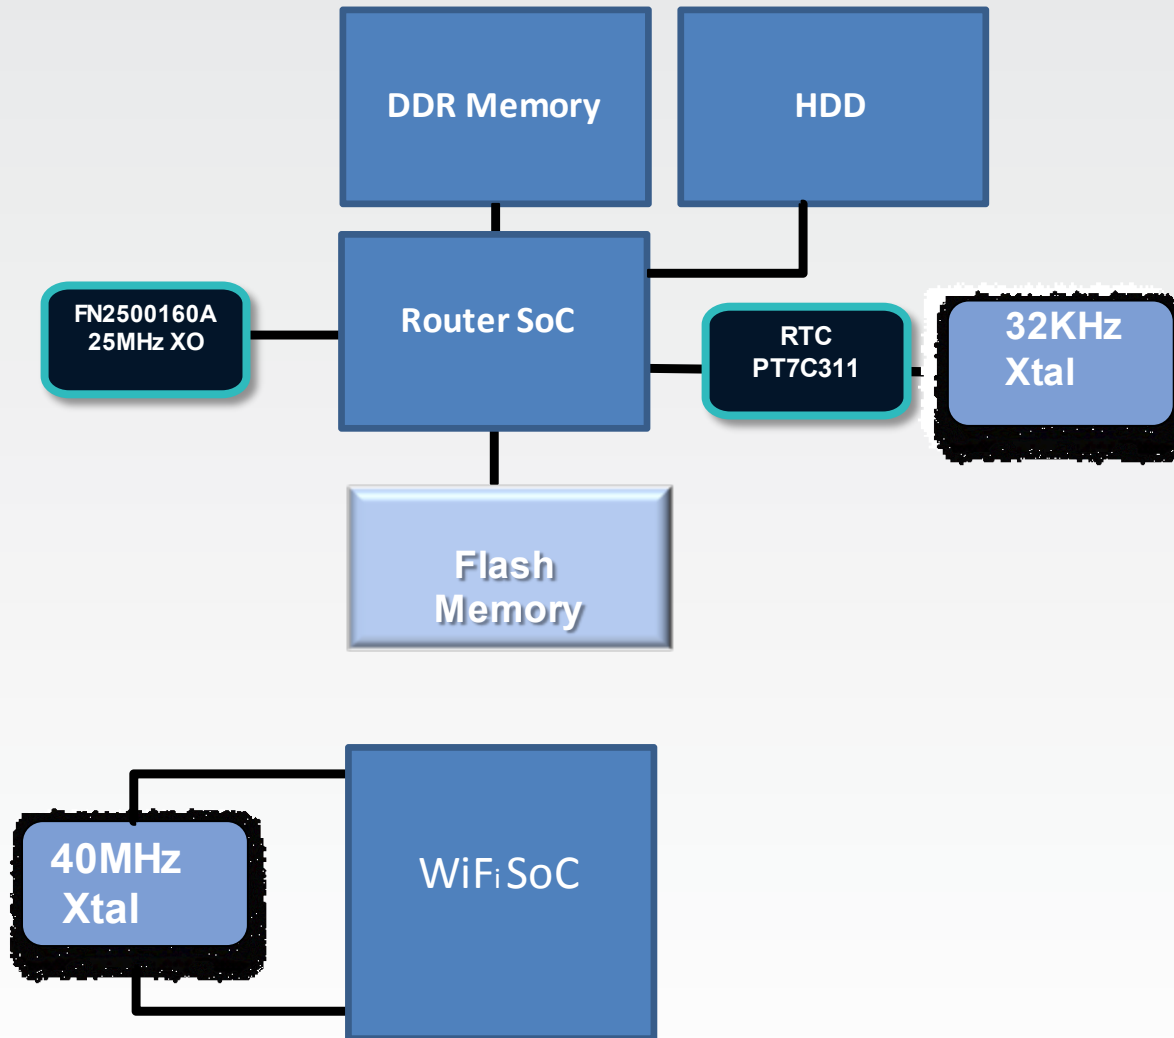 DDR Memory
HDD
FN2500160A
25MHz XO
Router SoC
RTC
PT7C311
32KHz
Xtal
Flash
Memory
40MHz
Xtal
WiFi SoC